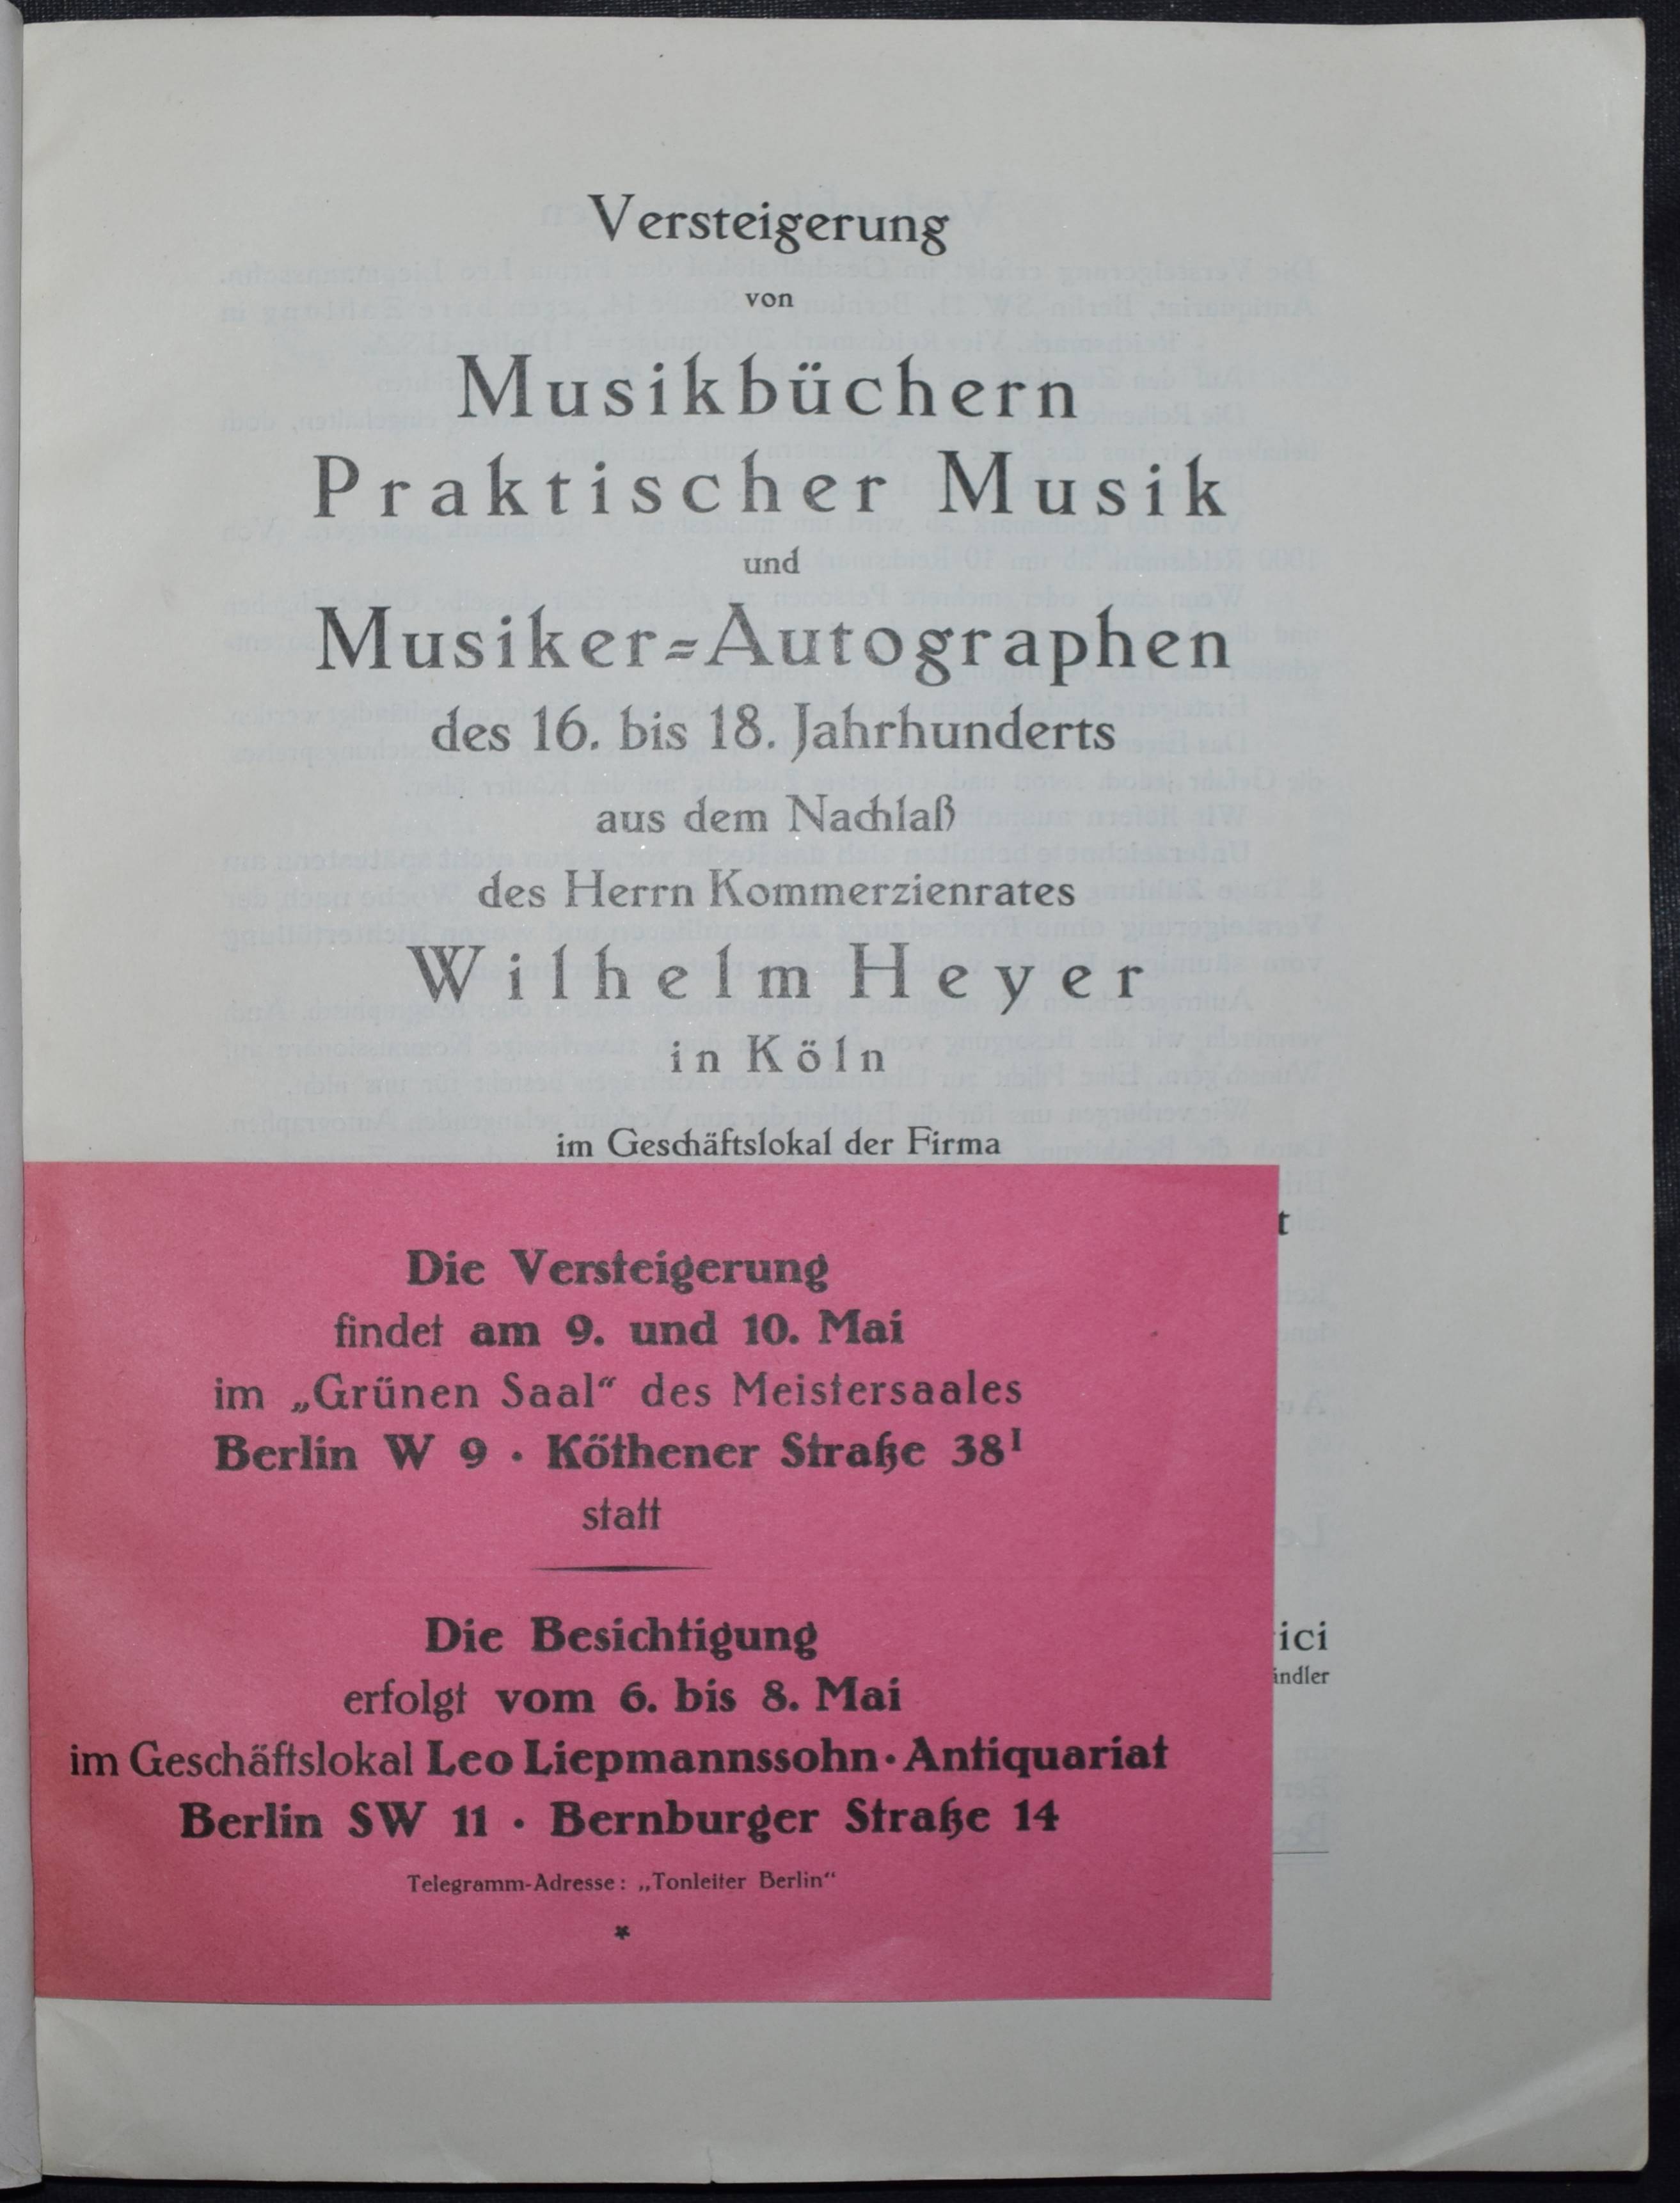 Versteigerung
von
Musikbüchern
Praktischer Musik
und
Musiker=Autographen
des 16. bis 18. Jahrhunderts
aus dem Nachlaß
des Herrn Kommerzienrates
Wilhelm Heyer
in Köln
im Geschäftslokal der Firma
t
Die Versteigerung
findet am 9. und 10. Mai
im „Grünen Saal“ des Meistersaales
Berlin W 9 · Köthener Straße 38ᴵ
statt
Die Besichtigung
erfolgt vom 6. bis 8. Mai
im Geschäftslokal Leo Liepmannssohn · Antiquariat
Berlin SW 11 · Bernburger Straße 14
Telegramm-Adresse: „Tonleiter Berlin“
*
ici
ändler